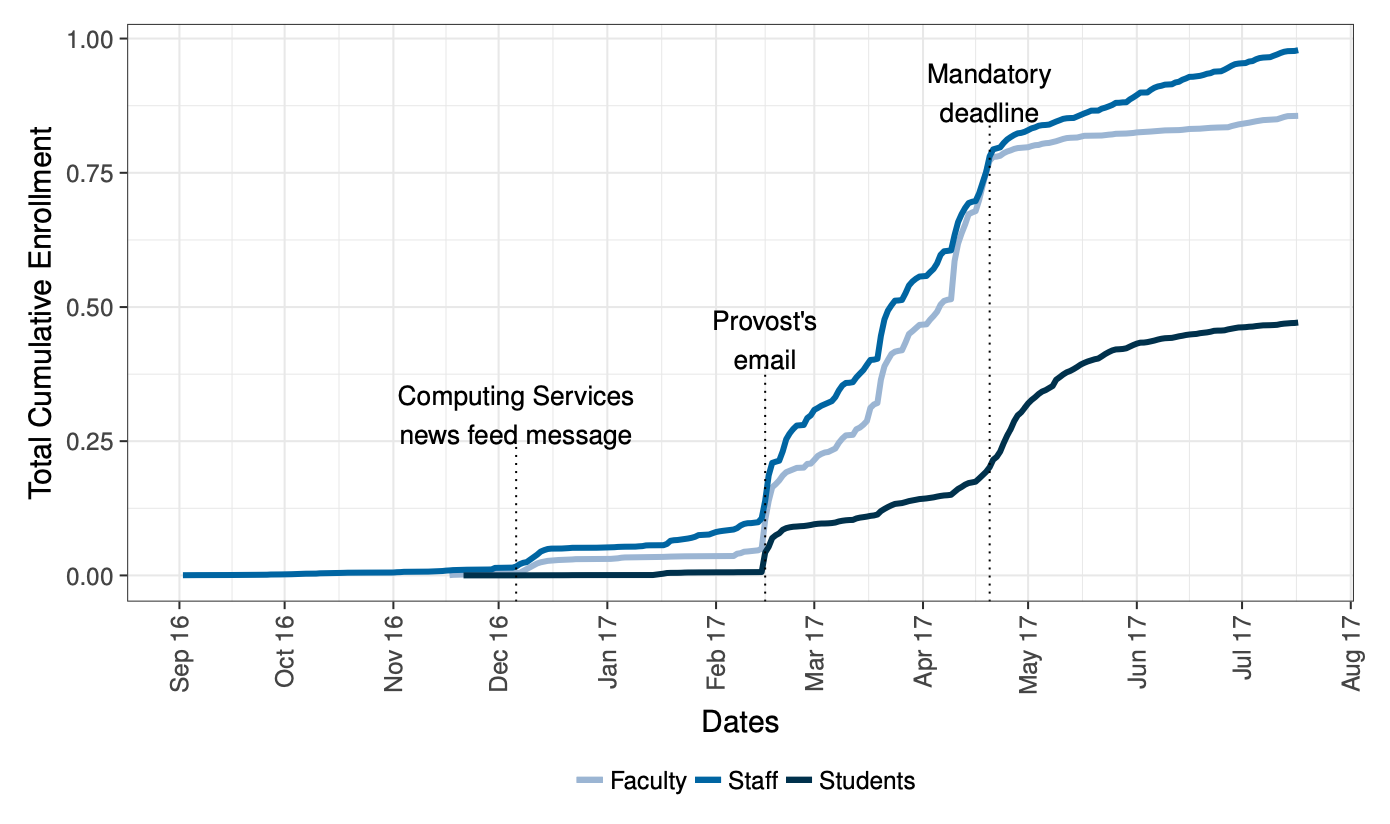 Total Cumulative Enrollment
1.00
0.75
0.50
0.25
0.00
Mandatory
deadline
Provost's
email
Computing Services
news feed message
Sep 16
Oct 16
Nov 16
Dec 16
Jan 17
Feb 17
Mar 17
Apr 17
May 17
Jun 17
Jul 17
Aug 17
Dates
Faculty Staff Students